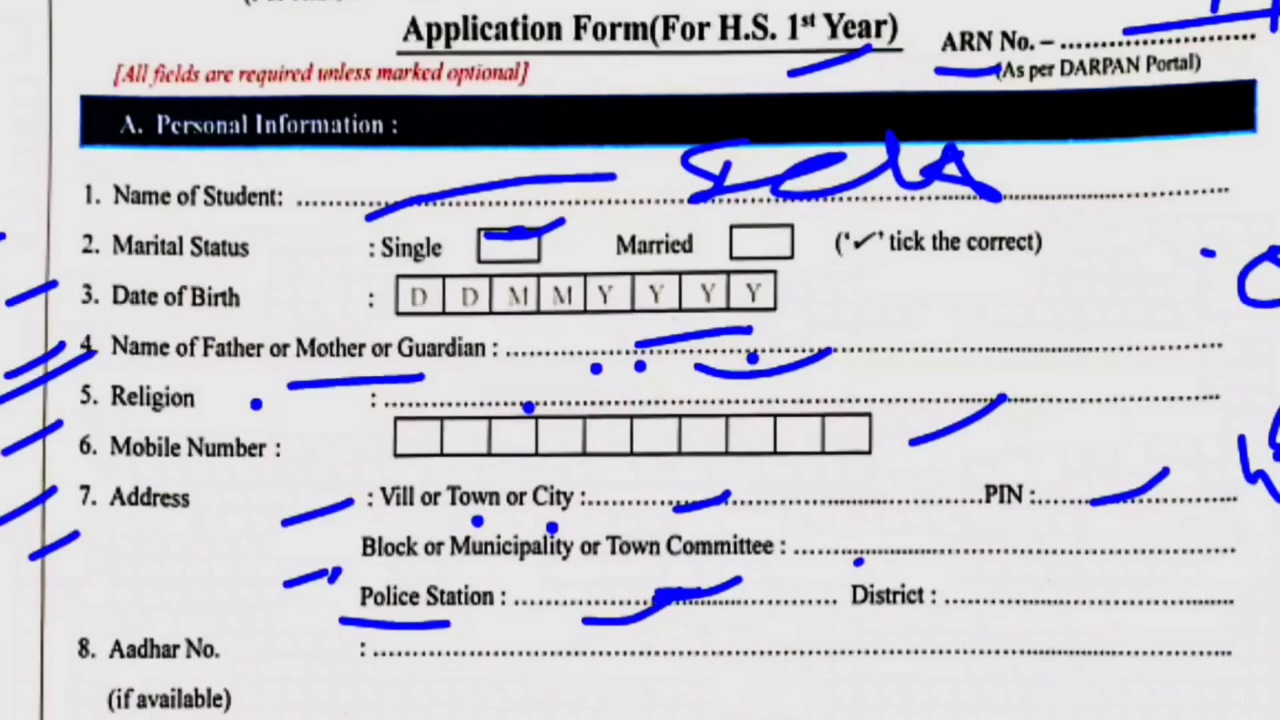 Application Form(For H.S. 1st Year)
ARN No. – ........................................
(As per DARPAN Portal)
[All fields are required unless marked optional]
A. Personal Information :
1. Name of Student: ........................................
2. Marital Status : Single Married ('✓' tick the correct)
3. Date of Birth : D D M M Y Y Y Y
4. Name of Father or Mother or Guardian : ........................................
5. Religion : ........................................
6. Mobile Number :
7. Address : Vill or Town or City :........................................PIN :........................................
Block or Municipality or Town Committee : ........................................
Police Station : ........................................ District : ........................................
8. Aadhar No. : ........................................
(if available)